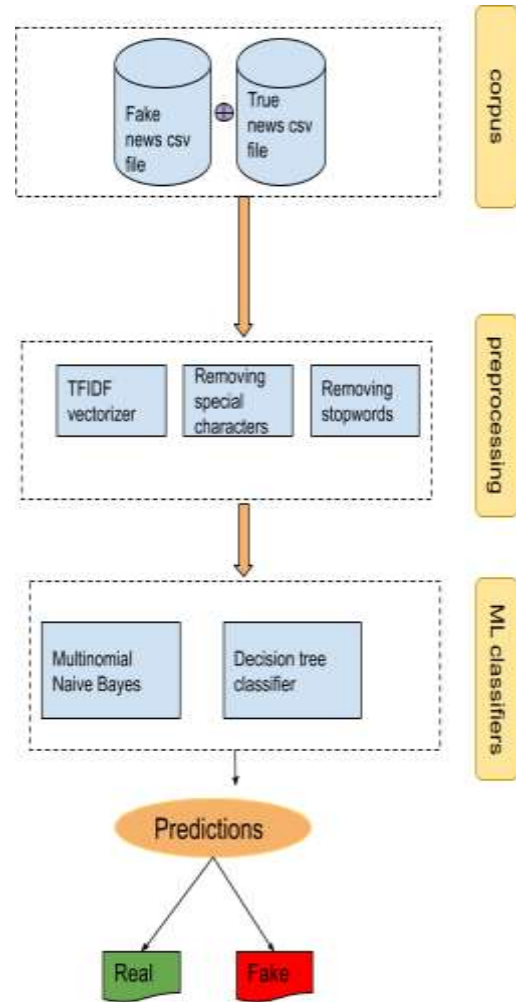 Fake
news csv
file
True
news csv
file
corpus
TFIDF
vectorizer
Removing
special
characters
Removing
stopwords
preprocessing
Multinomial
Naive Bayes
Decision tree
classifier
ML classifiers
Predictions
Real
Fake